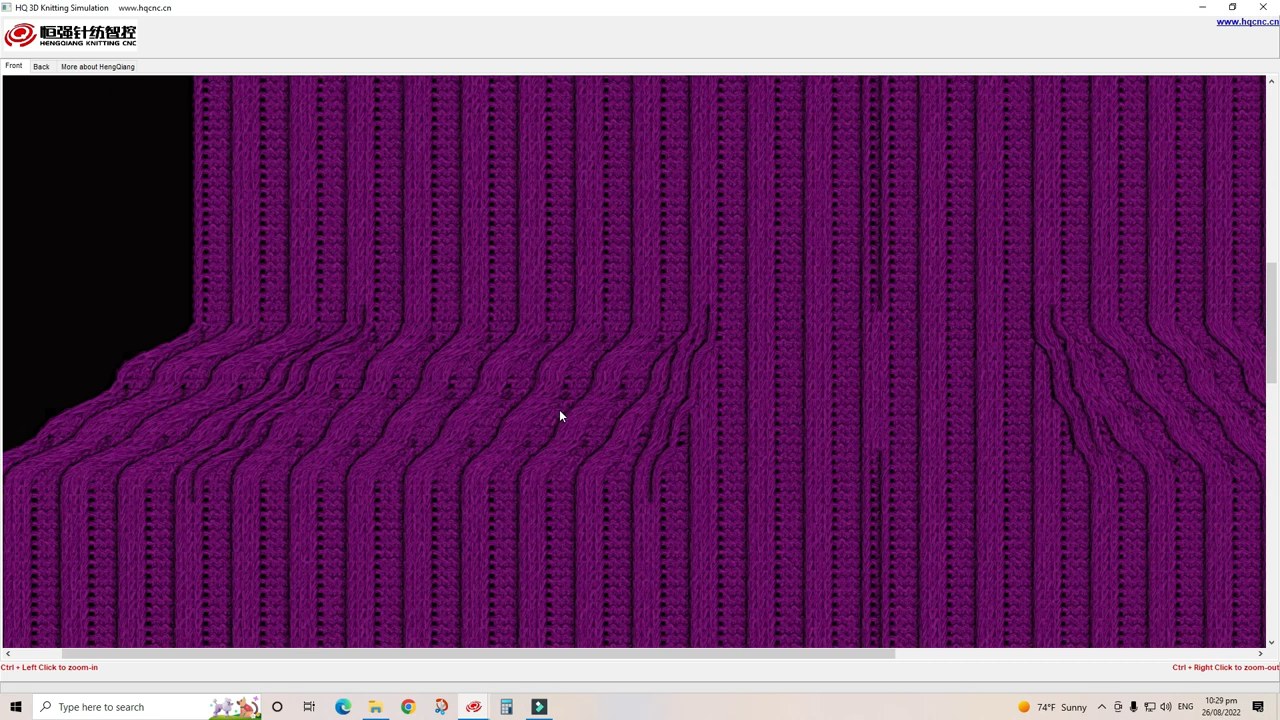 HQ 3D Knitting Simulation www.hqcnc.cn
www.hqcnc.cn
恒强针纺智控
HENGQIANG KNITTING CNC
Front Back More about HengQiang
Ctrl + Left Click to zoom-in
Ctrl + Right Click to zoom-out
Type here to search
74°F Sunny
ENG
10:29 pm
26/08/2022